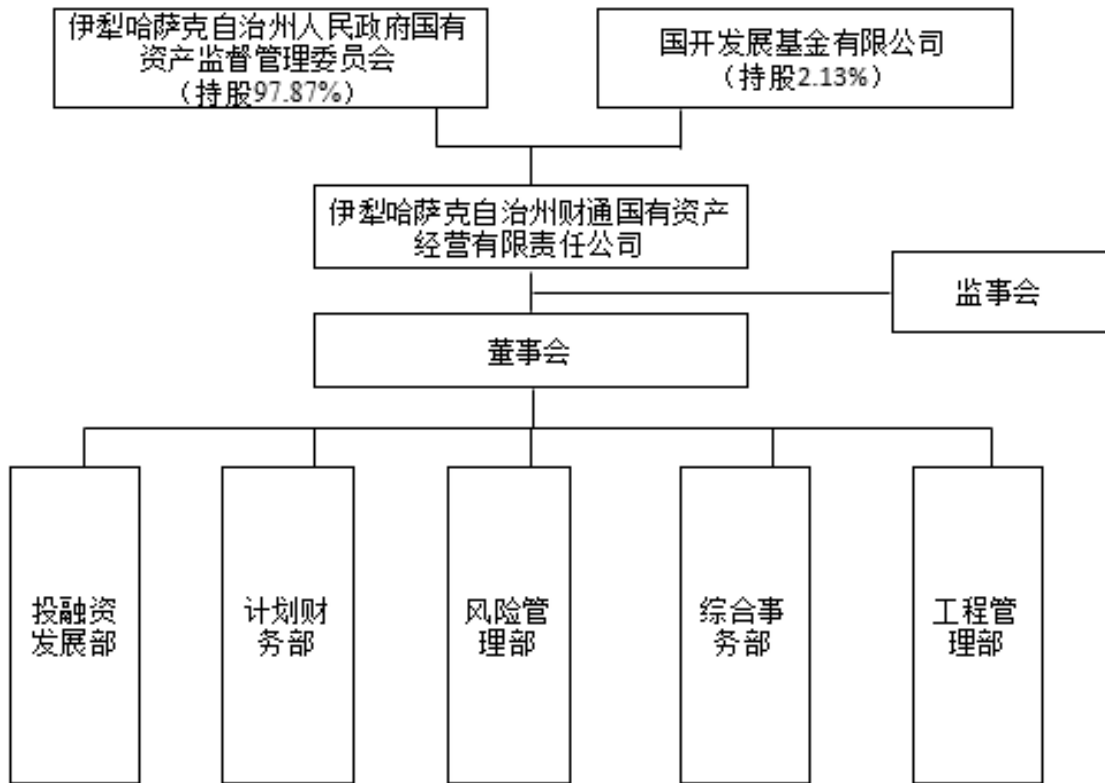 伊犁哈萨克自治州人民政府国有
资产监督管理委员会
（持股97.87%）
国开发展基金有限公司
（持股2.13%）
伊犁哈萨克自治州财通国有资产
经营有限责任公司
监事会
董事会
投融资
发展部
计划财
务部
风险管
理部
综合事
务部
工程管
理部